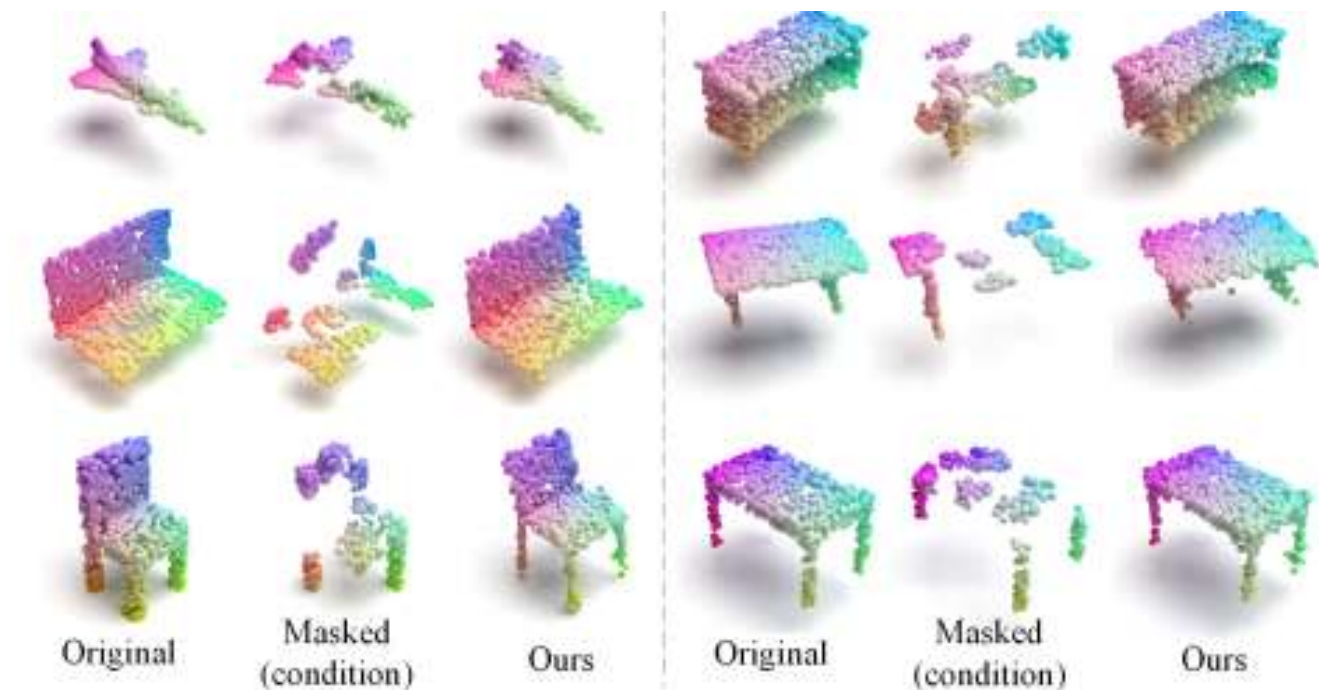 Original
Masked
(condition)
Ours
Original
Masked
(condition)
Ours